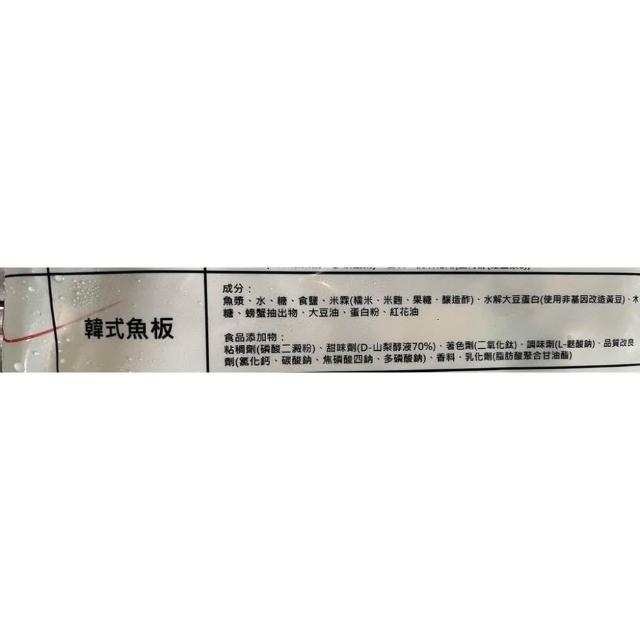 韓式魚板
成分：
魚漿、水、糖、食鹽、米霖(糯米、米麴、果糖、釀造酢)、水解大豆蛋白(使用非基因改造黃豆)、木
糖、螃蟹抽出物、大豆油、蛋白粉、紅花油
食品添加物：
粘稠劑(磷酸二澱粉)、甜味劑(D-山梨醇液70%)、著色劑(二氧化鈦)、調味劑(L-麩酸鈉)、品質改良
劑(氯化鈣、碳酸鈉、焦磷酸四鈉、多磷酸鈉)、香料、乳化劑(脂肪酸聚合甘油酯)